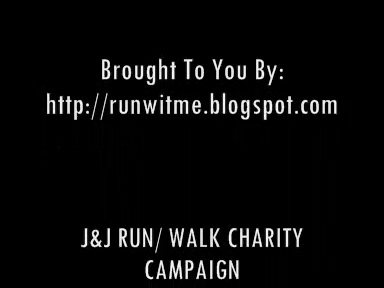 Brought To You By:
http://runwitme.blogspot.com
J&J RUN/ WALK CHARITY
CAMPAIGN